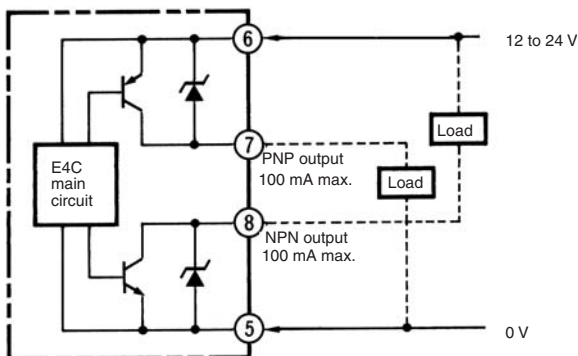 6
12 to 24 V
Load
7
PNP output
100 mA max.
Load
E4C
main
circuit
8
NPN output
100 mA max.
5
0 V